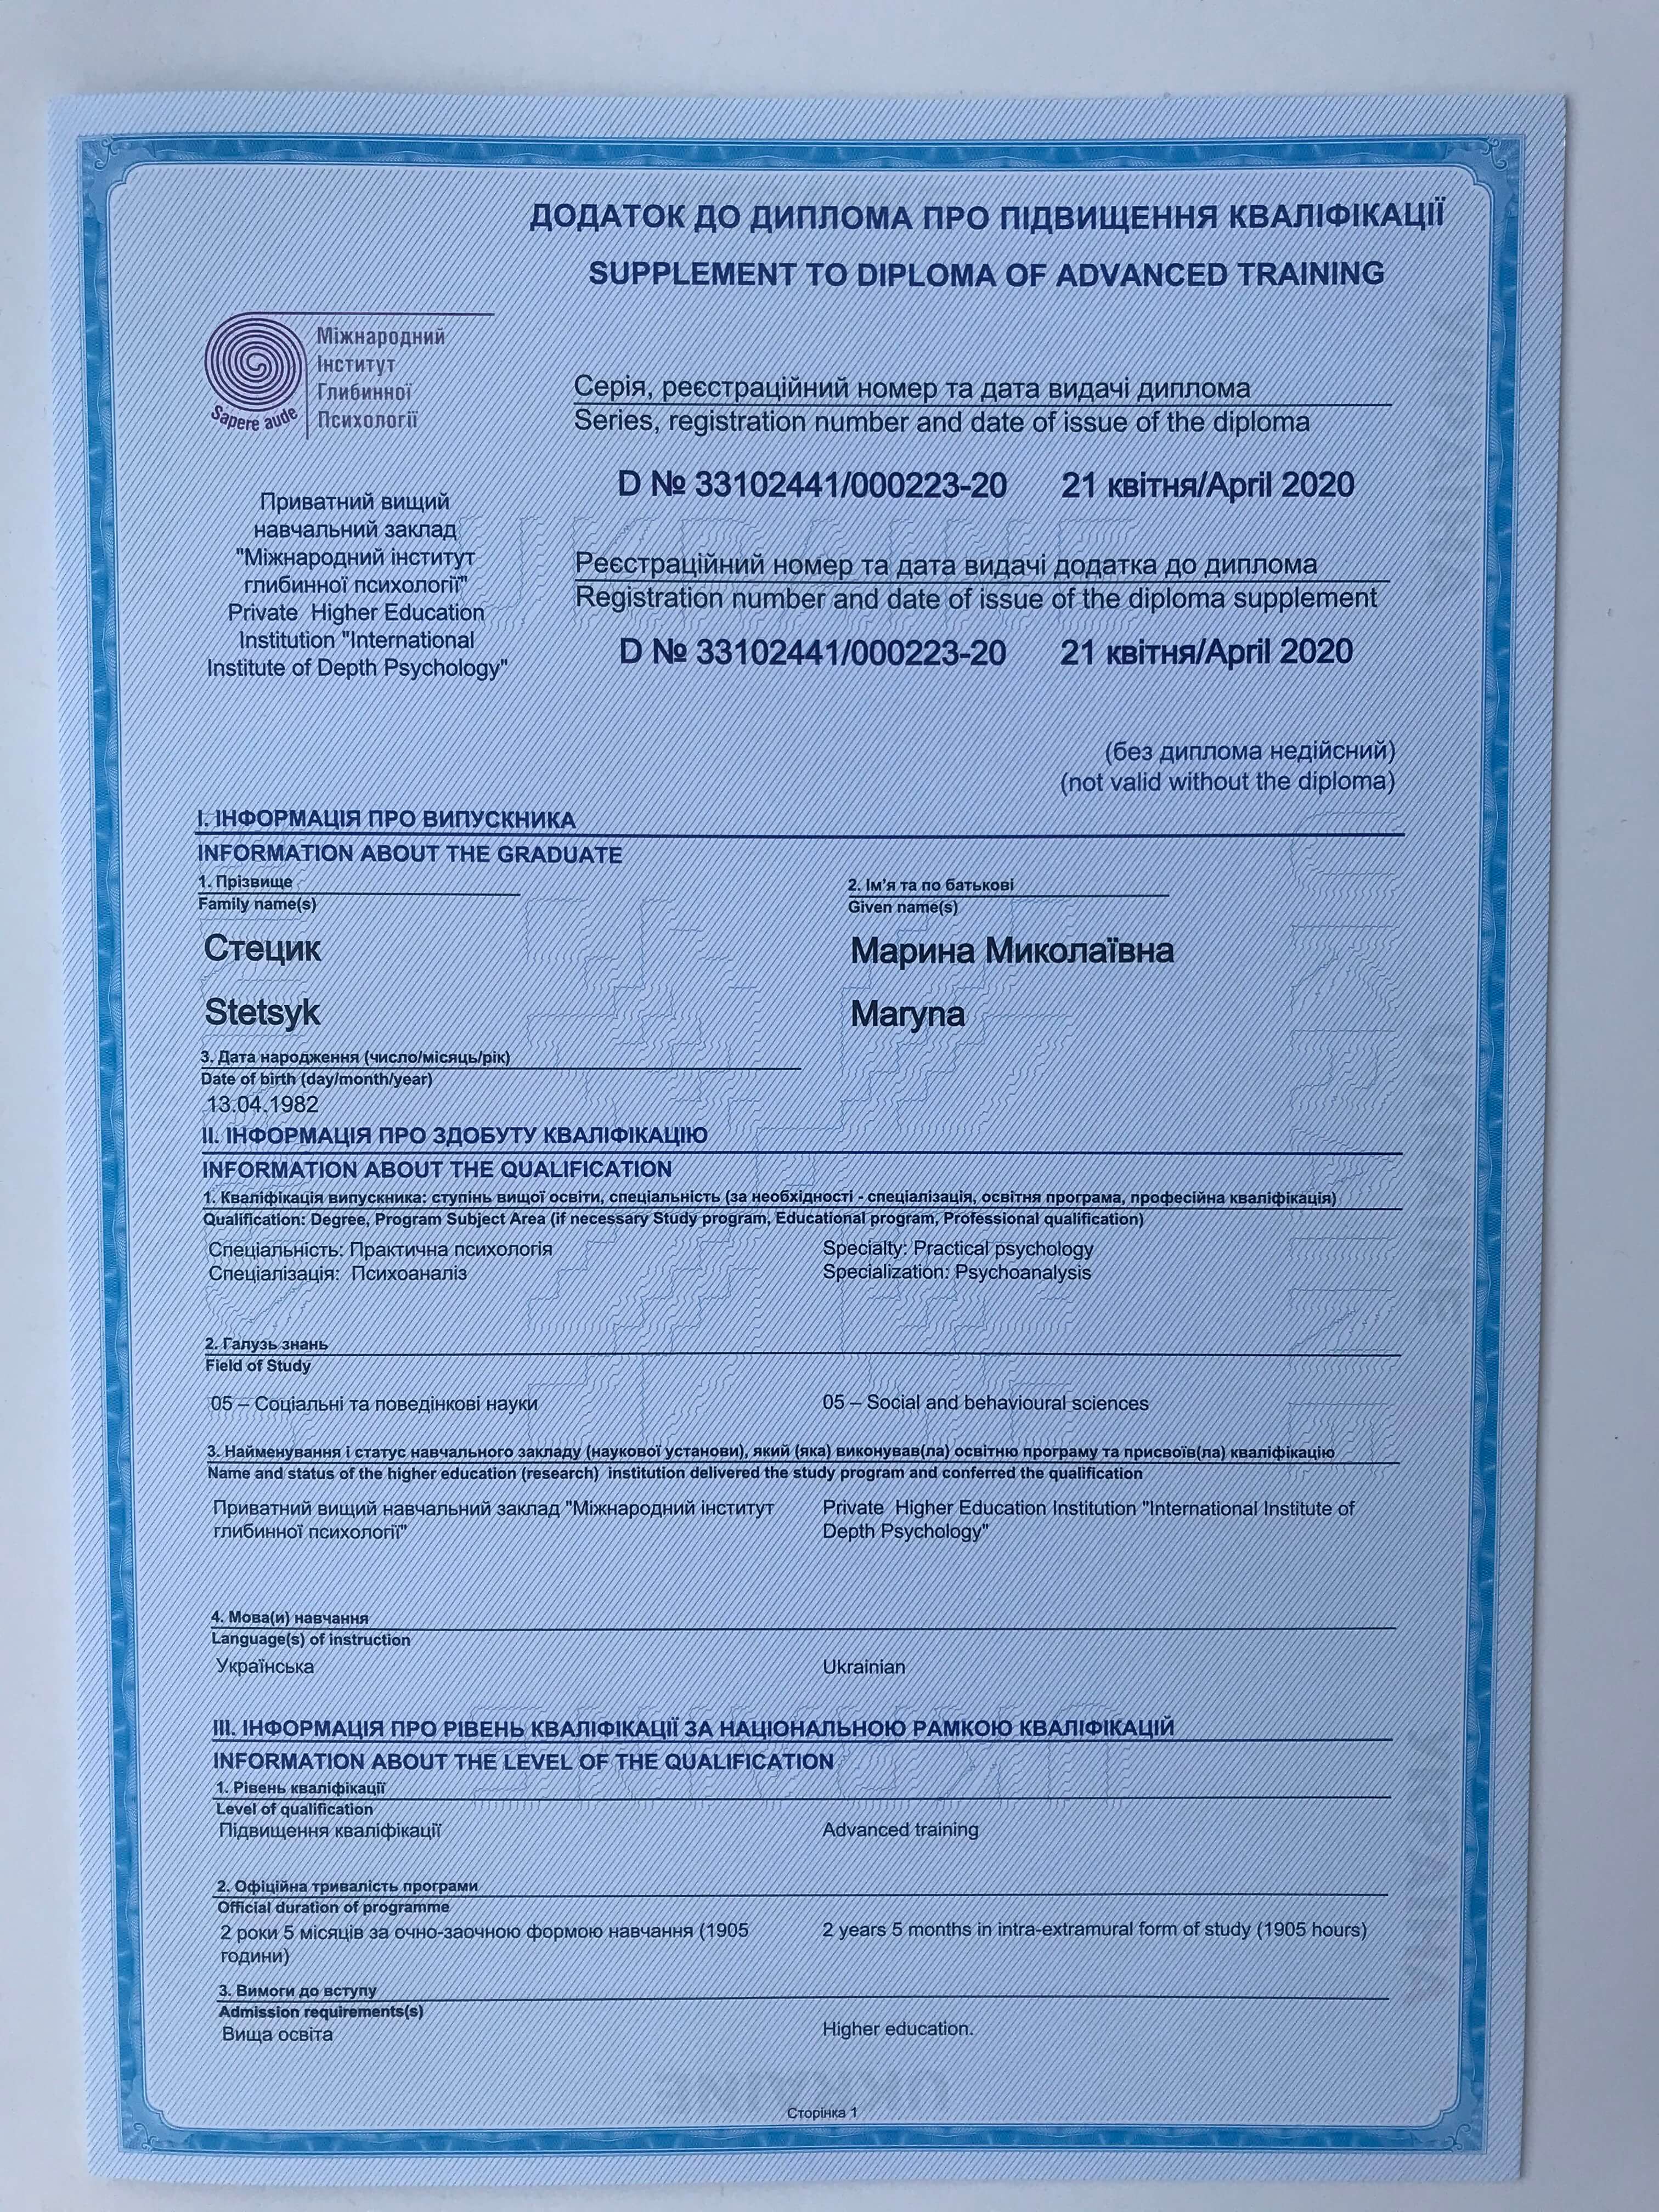 ДОДАТОК ДО ДИПЛОМА ПРО ПІДВИЩЕННЯ КВАЛІФІКАЦІЇ
SUPPLEMENT TO DIPLOMA OF ADVANCED TRAINING
Міжнародний
Інститут
Глибинної
Психології
Sapere aude
Приватний вищий
навчальний заклад
"Міжнародний інститут
глибинної психології"
Private Higher Education
Institution "International
Institute of Depth Psychology"
Серія, реєстраційний номер та дата видачі диплома
Series, registration number and date of issue of the diploma
D № 33102441/000223-20 21 квітня/April 2020
Реєстраційний номер та дата видачі додатка до диплома
Registration number and date of issue of the diploma supplement
D № 33102441/000223-20 21 квітня/April 2020
(без диплома недійсний)
(not valid without the diploma)
I. ІНФОРМАЦІЯ ПРО ВИПУСКНИКА
INFORMATION ABOUT THE GRADUATE
1. Прізвище
Family name(s)
Стецик
Stetsyk
2. Ім'я та по батькові
Given name(s)
Марина Миколаївна
Maryna
3. Дата народження (число/місяць/рік)
Date of birth (day/month/year)
13.04.1982
II. ІНФОРМАЦІЯ ПРО ЗДОБУТУ КВАЛІФІКАЦІЮ
INFORMATION ABOUT THE QUALIFICATION
1. Кваліфікація випускника: ступінь вищої освіти, спеціальність (за необхідності - спеціалізація, освітня програма, професійна кваліфікація)
Qualification: Degree, Program Subject Area (if necessary Study program, Educational program, Professional qualification)
Спеціальність: Практична психологія
Спеціалізація: Психоаналіз
Specialty: Practical psychology
Specialization: Psychoanalysis
2. Галузь знань
Field of Study
05 – Соціальні та поведінкові науки
05 – Social and behavioural sciences
3. Найменування і статус навчального закладу (наукової установи), який (яка) виконував(ла) освітню програму та присвоїв(ла) кваліфікацію
Name and status of the higher education (research) institution delivered the study program and conferred the qualification
Приватний вищий навчальний заклад "Міжнародний інститут
глибинної психології"
Private Higher Education Institution "International Institute of
Depth Psychology"
4. Мова(и) навчання
Language(s) of instruction
Українська
Ukrainian
III. ІНФОРМАЦІЯ ПРО РІВЕНЬ КВАЛІФІКАЦІЇ ЗА НАЦІОНАЛЬНОЮ РАМКОЮ КВАЛІФІКАЦІЙ
INFORMATION ABOUT THE LEVEL OF THE QUALIFICATION
1. Рівень кваліфікації
Level of qualification
Підвищення кваліфікації
Advanced training
2. Офіційна тривалість програми
Official duration of programme
2 роки 5 місяців за очно-заочною формою навчання (1905
години)
2 years 5 months in intra-extramural form of study (1905 hours)
3. Вимоги до вступу
Admission requirements(s)
Вища освіта
Higher education.
Сторінка 1